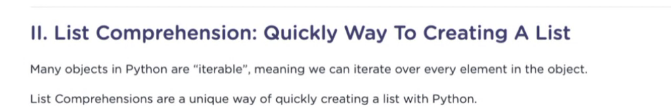 II. List Comprehension: Quickly Way To Creating A List
Many objects in Python are "iterable", meaning we can iterate over every element in the object.
List Comprehensions are a unique way of quickly creating a list with Python.